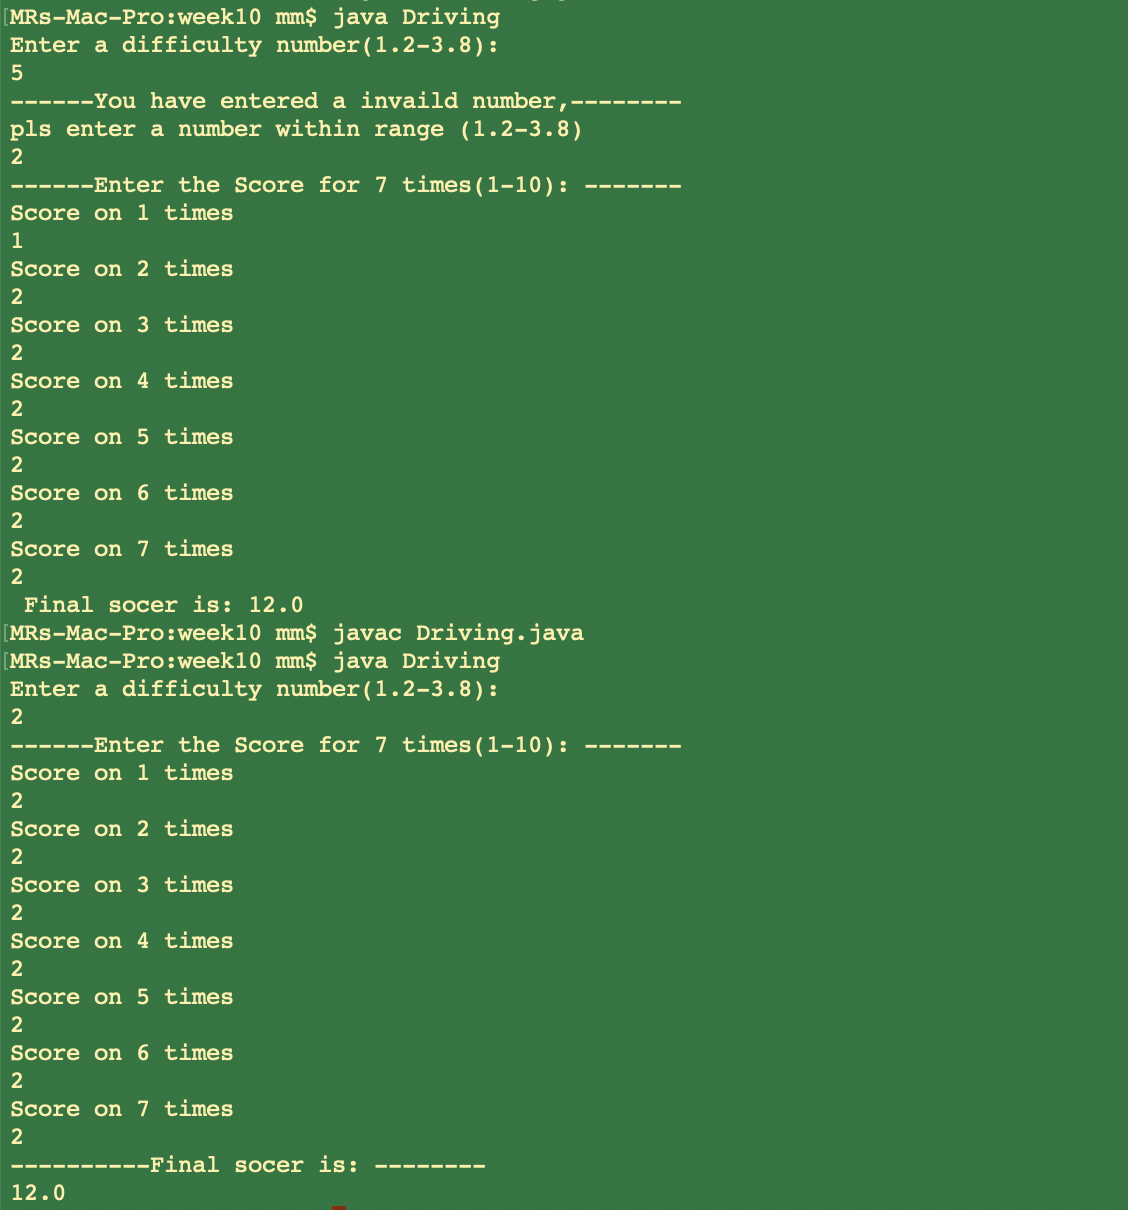 [MRs-Mac-Pro:week10 mm$ java Driving
Enter a difficulty number(1.2-3.8):
5
------You have entered a invaild number,--------
pls enter a number within range (1.2-3.8)
2
------Enter the Score for 7 times(1-10): -------
Score on 1 times
1
Score on 2 times
2
Score on 3 times
2
Score on 4 times
2
Score on 5 times
2
Score on 6 times
2
Score on 7 times
2
 Final socer is: 12.0
[MRs-Mac-Pro:week10 mm$ javac Driving.java
[MRs-Mac-Pro:week10 mm$ java Driving
Enter a difficulty number(1.2-3.8):
2
------Enter the Score for 7 times(1-10): -------
Score on 1 times
2
Score on 2 times
2
Score on 3 times
2
Score on 4 times
2
Score on 5 times
2
Score on 6 times
2
Score on 7 times
2
----------Final socer is: --------
12.0